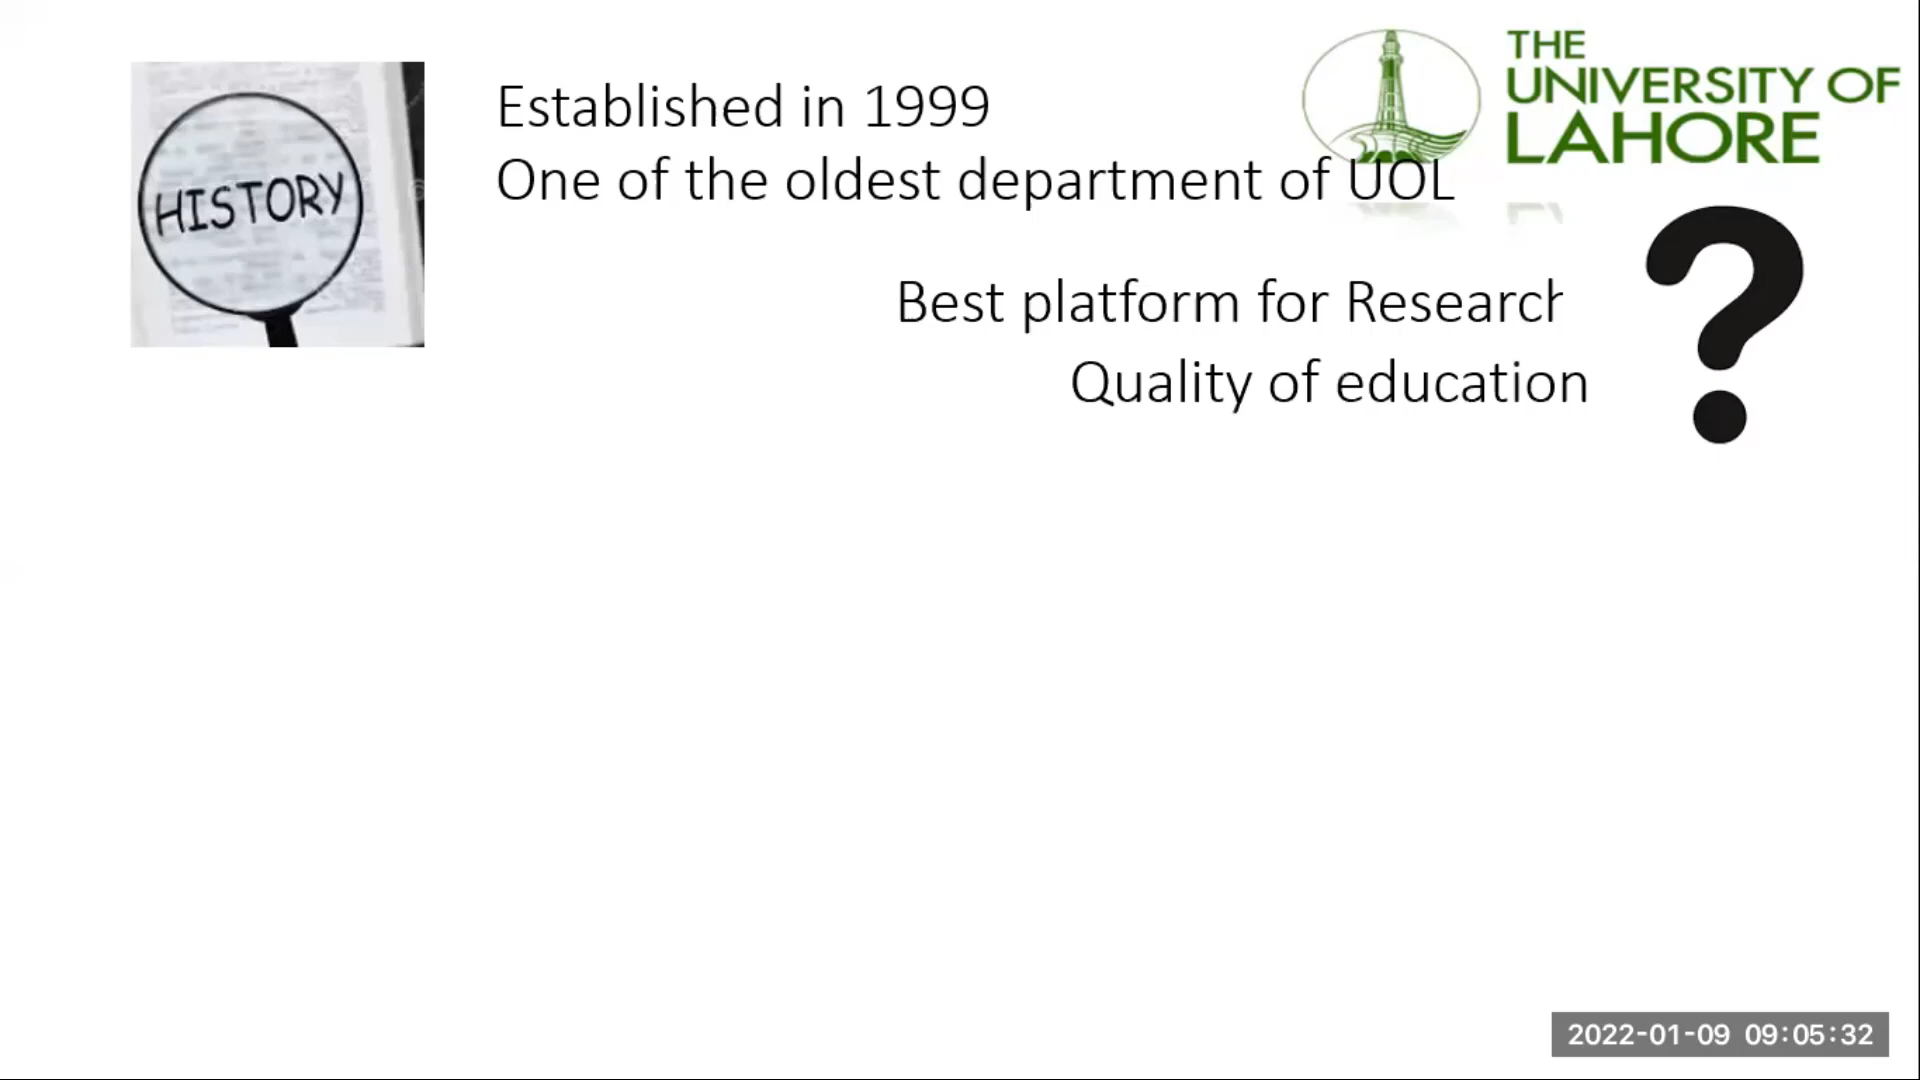 HISTORY
Established in 1999
One of the oldest department of UOL
THE
UNIVERSITY OF
LAHORE
Best platform for Research
Quality of education
?
2022-01-09 09:05:32